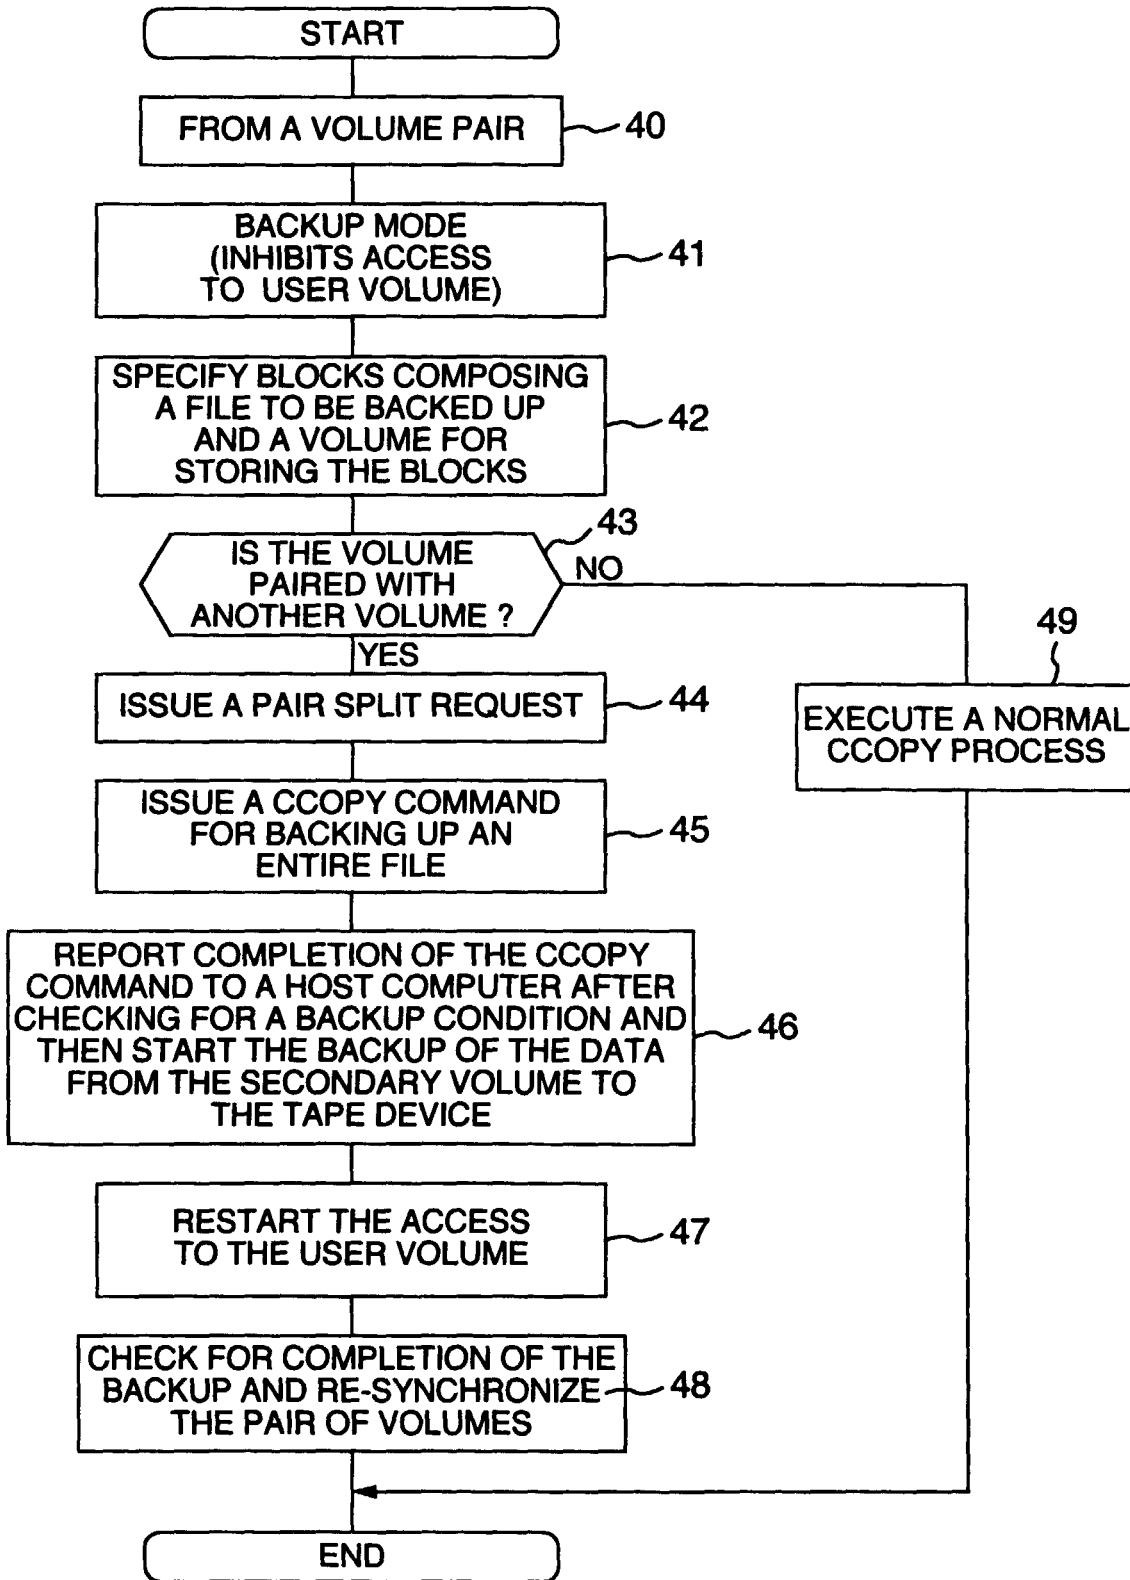 START
FROM A VOLUME PAIR
40
BACKUP MODE
(INHIBITS ACCESS
TO USER VOLUME)
41
SPECIFY BLOCKS COMPOSING
A FILE TO BE BACKED UP
AND A VOLUME FOR
STORING THE BLOCKS
42
IS THE VOLUME
PAIRED WITH
ANOTHER VOLUME ?
43
NO
YES
ISSUE A PAIR SPLIT REQUEST
44
49
EXECUTE A NORMAL
CCOPY PROCESS
ISSUE A CCOPY COMMAND
FOR BACKING UP AN
ENTIRE FILE
45
REPORT COMPLETION OF THE CCOPY
COMMAND TO A HOST COMPUTER AFTER
CHECKING FOR A BACKUP CONDITION AND
THEN START THE BACKUP OF THE DATA
FROM THE SECONDARY VOLUME TO
THE TAPE DEVICE
46
RESTART THE ACCESS
TO THE USER VOLUME
47
CHECK FOR COMPLETION OF THE
BACKUP AND RE-SYNCHRONIZE
THE PAIR OF VOLUMES
48
END